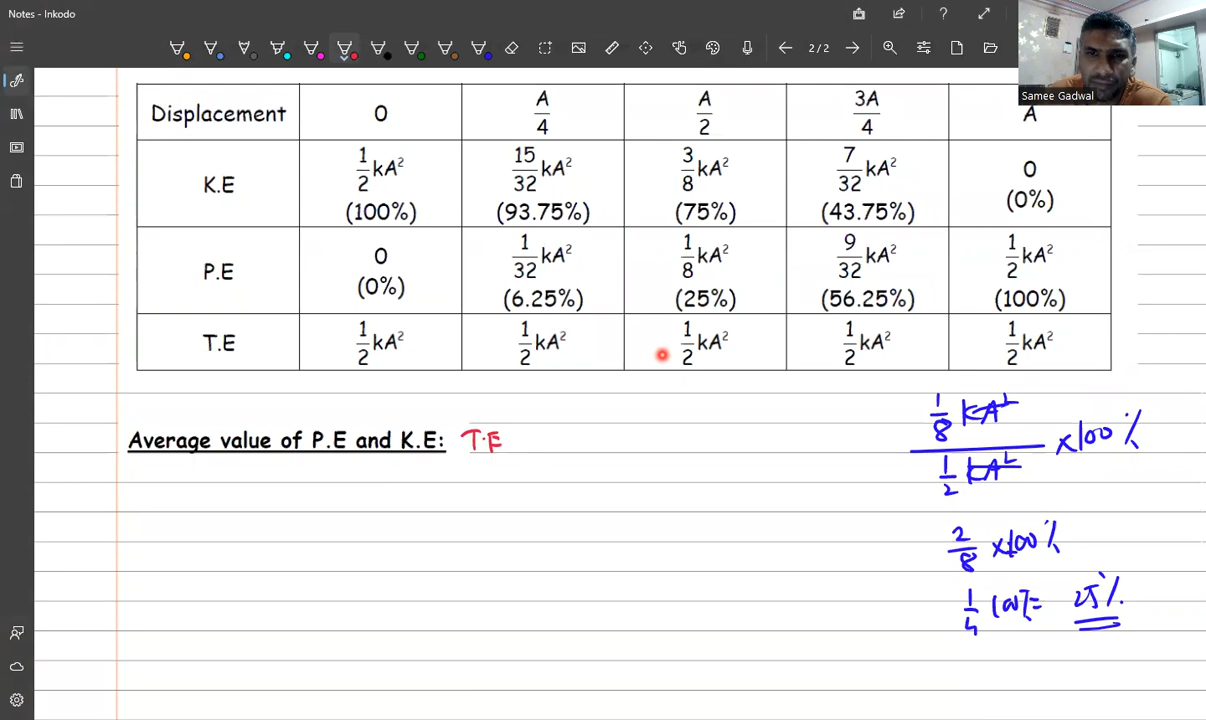 Notes - Inkodo
2/2
Samee Gadwal
Displacement 0 A/4 A/2 3A/4 A
K.E 1/2 kA² (100%) 15/32 kA² (93.75%) 3/8 kA² (75%) 7/32 kA² (43.75%) 0 (0%)
P.E 0 (0%) 1/32 kA² (6.25%) 1/8 kA² (25%) 9/32 kA² (56.25%) 1/2 kA² (100%)
T.E 1/2 kA² 1/2 kA² 1/2 kA² 1/2 kA² 1/2 kA²
Average value of P.E and K.E: T.E
1/8 KA² / 1/2 KA² x100%
2/8 x100%
1/4 100% = 25%